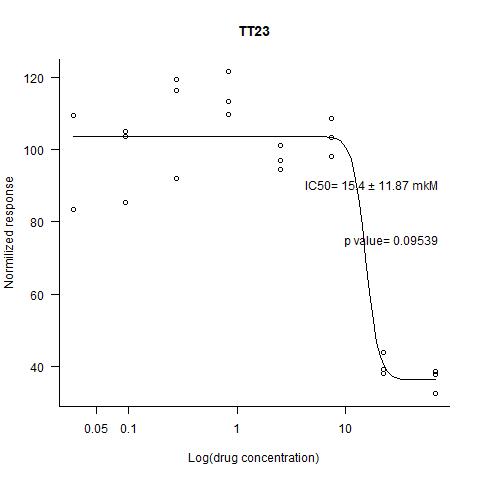 TT23
120
100
80
60
40
Normilized response
IC50= 15.4 ± 11.87 mkM
p value= 0.09539
0.05 0.1 1 10
Log(drug concentration)